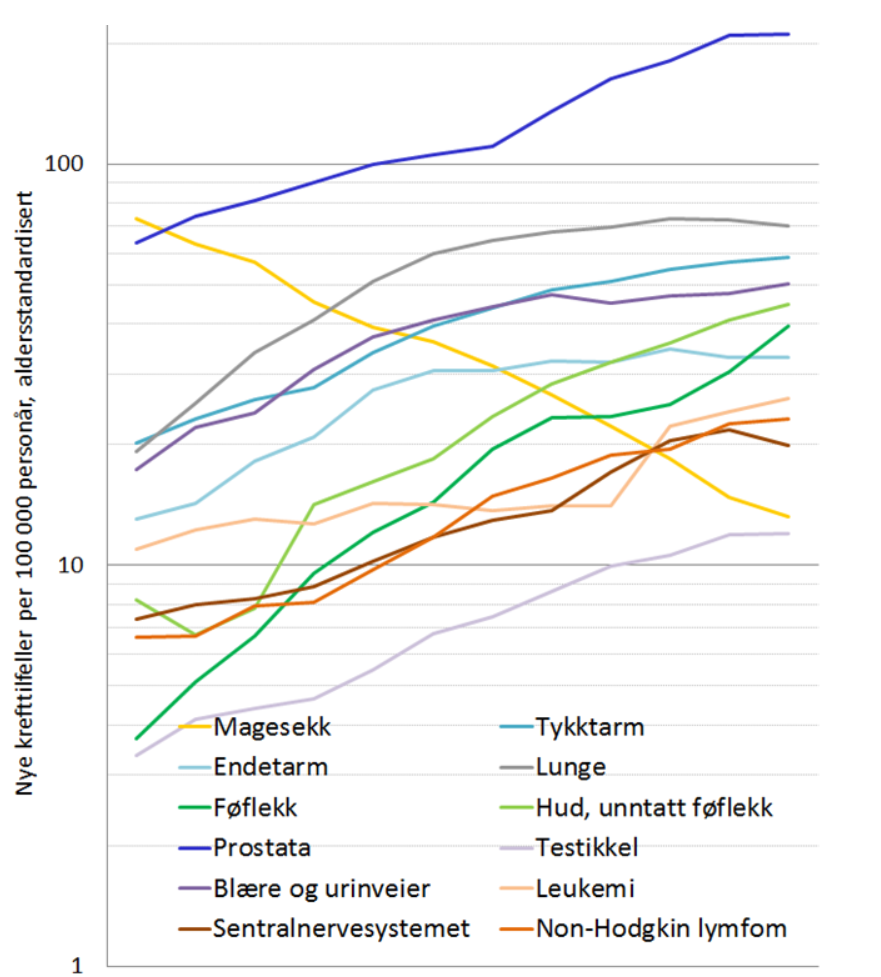 Nye krefttilfeller per 100 000 personår, aldersstandardisert
100
10
1
Magesekk
Tykktarm
Endetarm
Lunge
Føflekk
Hud, unntatt føflekk
Prostata
Testikkel
Blære og urinveier
Leukemi
Sentralnervesystemet
Non-Hodgkin lymfom